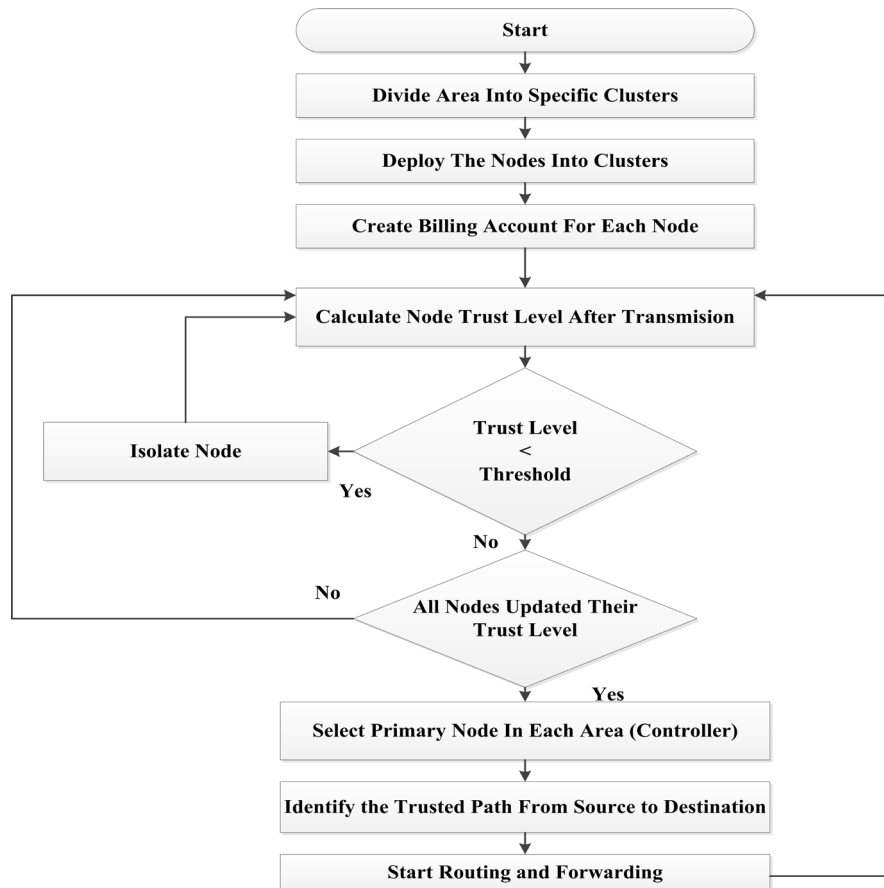 Start
Divide Area Into Specific Clusters
Deploy The Nodes Into Clusters
Create Billing Account For Each Node
Calculate Node Trust Level After Transmision
Trust Level
<
Threshold
Isolate Node
Yes
No
No
All Nodes Updated Their
Trust Level
Yes
Select Primary Node In Each Area (Controller)
Identify the Trusted Path From Source to Destination
Start Routing and Forwarding